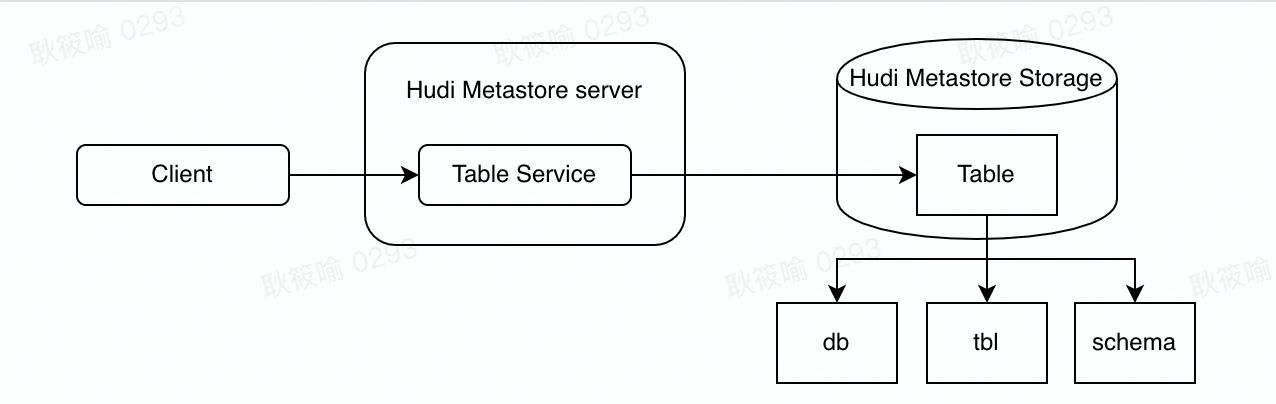 耿筱喻 0293
耿筱喻 0293
耿筱喻 0293
Hudi Metastore server
Hudi Metastore Storage
Client
Table Service
Table
耿筱喻 0293
耿筱喻 0293
耿筱喻
db
tbl
schema